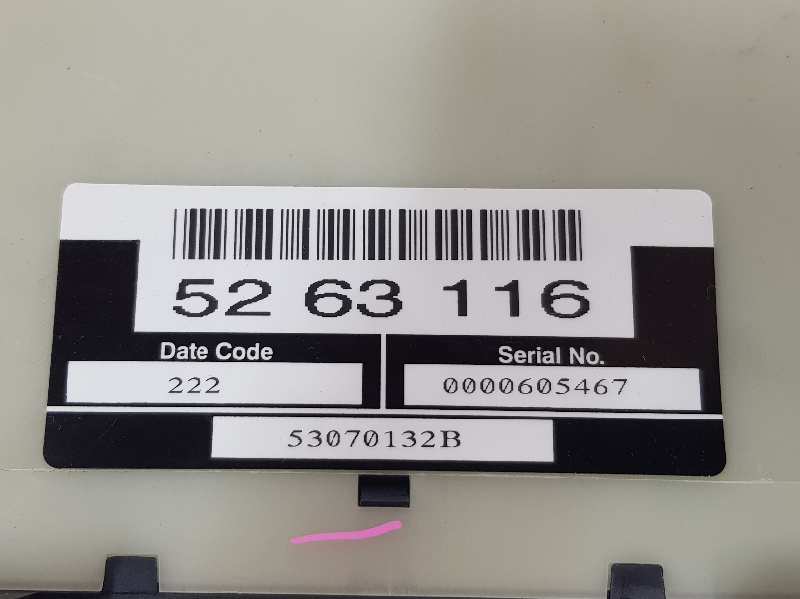 52 63 116
Date Code
Serial No.
222
0000605467
53070132B